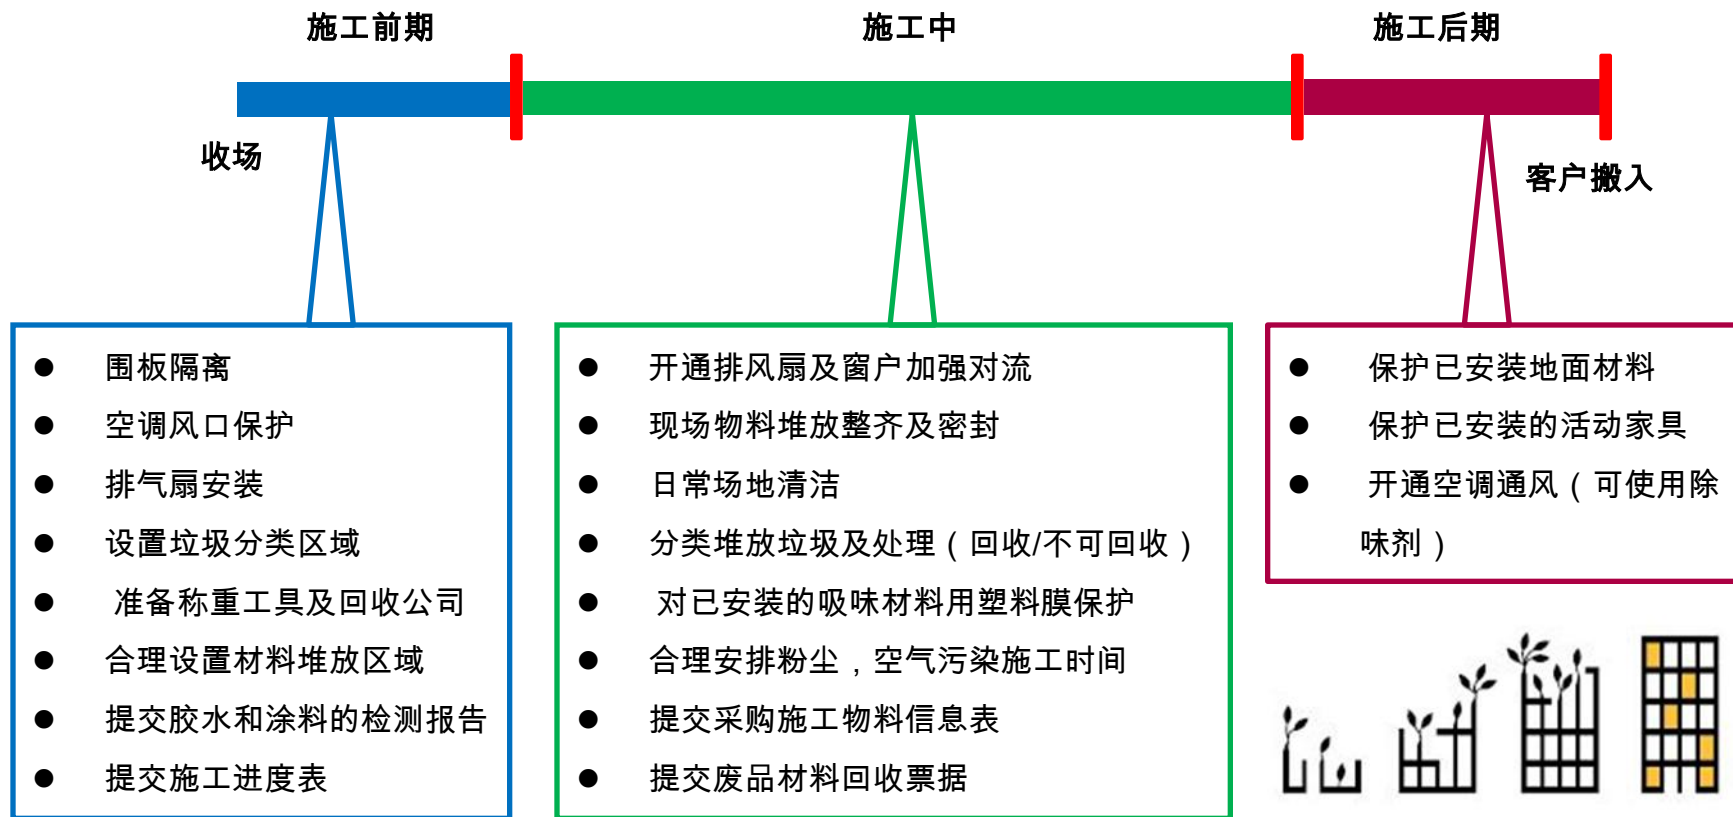 施工前期
施工中
施工后期
收场
客户搬入
● 围板隔离
● 空调风口保护
● 排气扇安装
● 设置垃圾分类区域
● 准备称重工具及回收公司
● 合理设置材料堆放区域
● 提交胶水和涂料的检测报告
● 提交施工进度表
● 开通排风扇及窗户加强对流
● 现场物料堆放整齐及密封
● 日常场地清洁
● 分类堆放垃圾及处理（回收/不可回收）
● 对已安装的吸味材料用塑料膜保护
● 合理安排粉尘，空气污染施工时间
● 提交采购施工物料信息表
● 提交废品材料回收票据
● 保护已安装地面材料
● 保护已安装的活动家具
● 开通空调通风（可使用除
味剂）